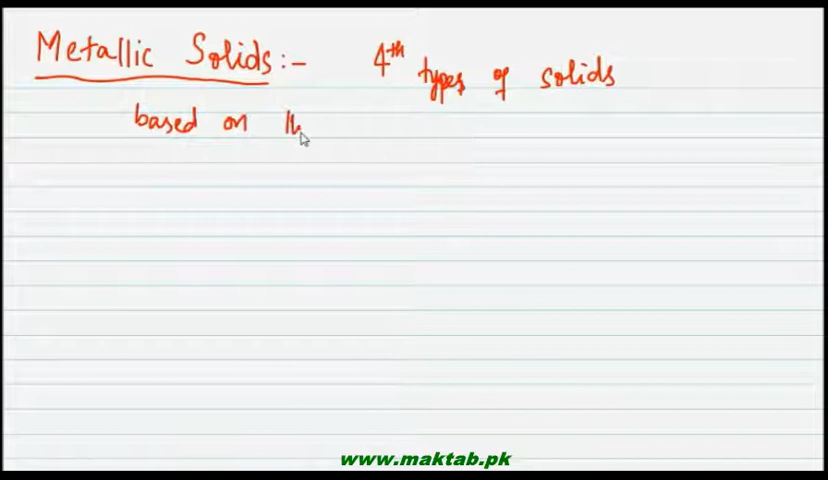 Metallic Solids :- 4th types of solids
based on
www.maktab.pk